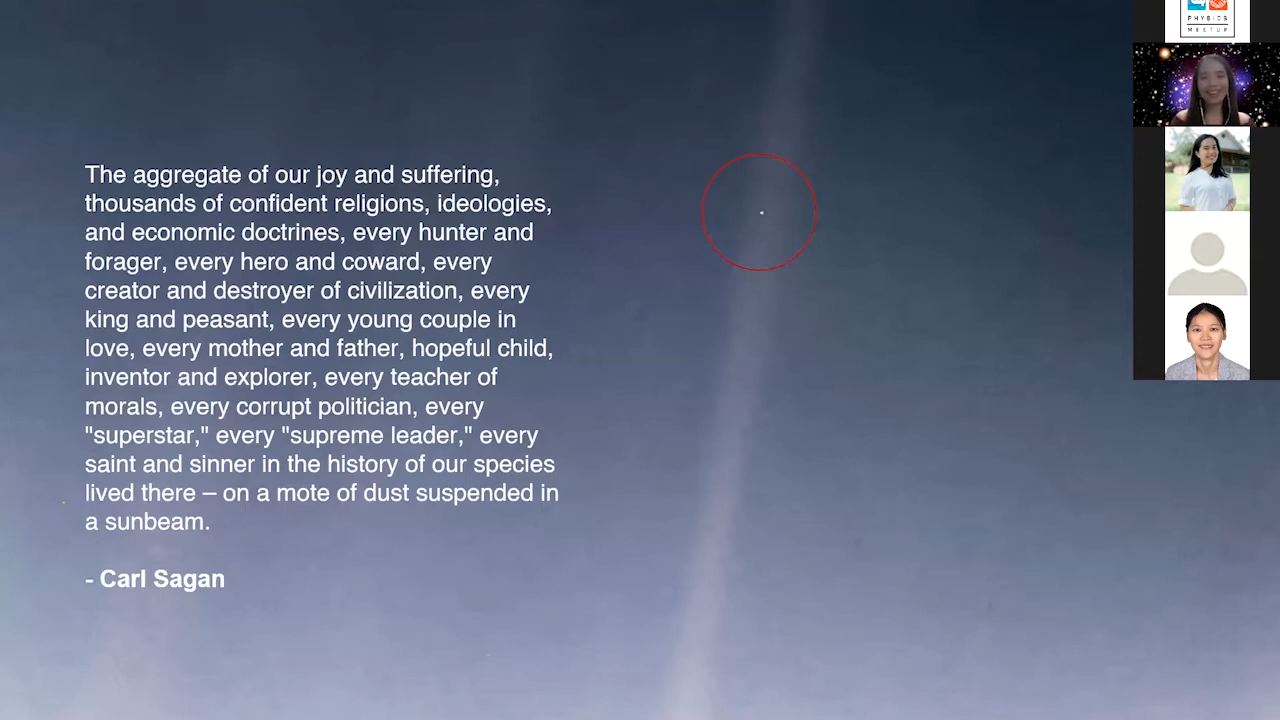 The aggregate of our joy and suffering,
thousands of confident religions, ideologies,
and economic doctrines, every hunter and
forager, every hero and coward, every
creator and destroyer of civilization, every
king and peasant, every young couple in
love, every mother and father, hopeful child,
inventor and explorer, every teacher of
morals, every corrupt politician, every
"superstar," every "supreme leader," every
saint and sinner in the history of our species
lived there – on a mote of dust suspended in
a sunbeam.
- Carl Sagan
PHYSICS
MEETUP